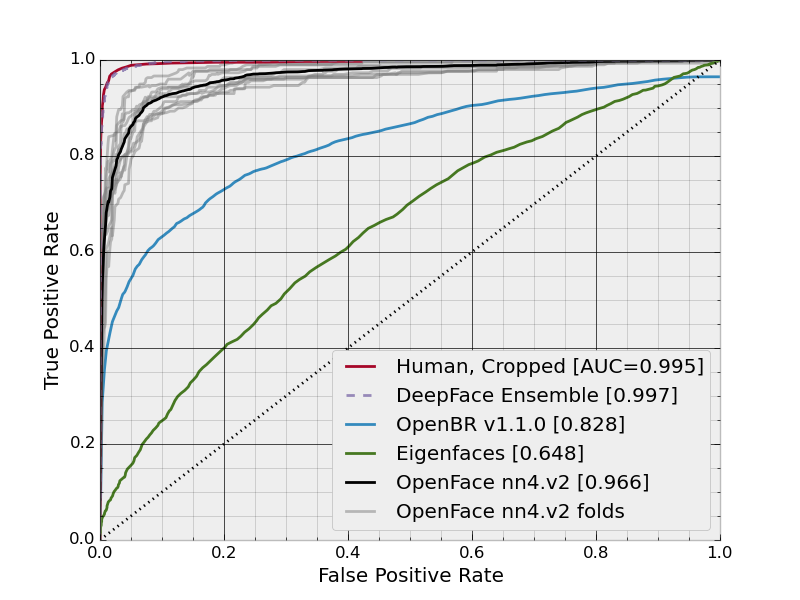 1.0
0.8
0.6
0.4
0.2
0.0
True Positive Rate
Human, Cropped [AUC=0.995]
DeepFace Ensemble [0.997]
OpenBR v1.1.0 [0.828]
Eigenfaces [0.648]
OpenFace nn4.v2 [0.966]
OpenFace nn4.v2 folds
0.0 0.2 0.4 0.6 0.8 1.0
False Positive Rate